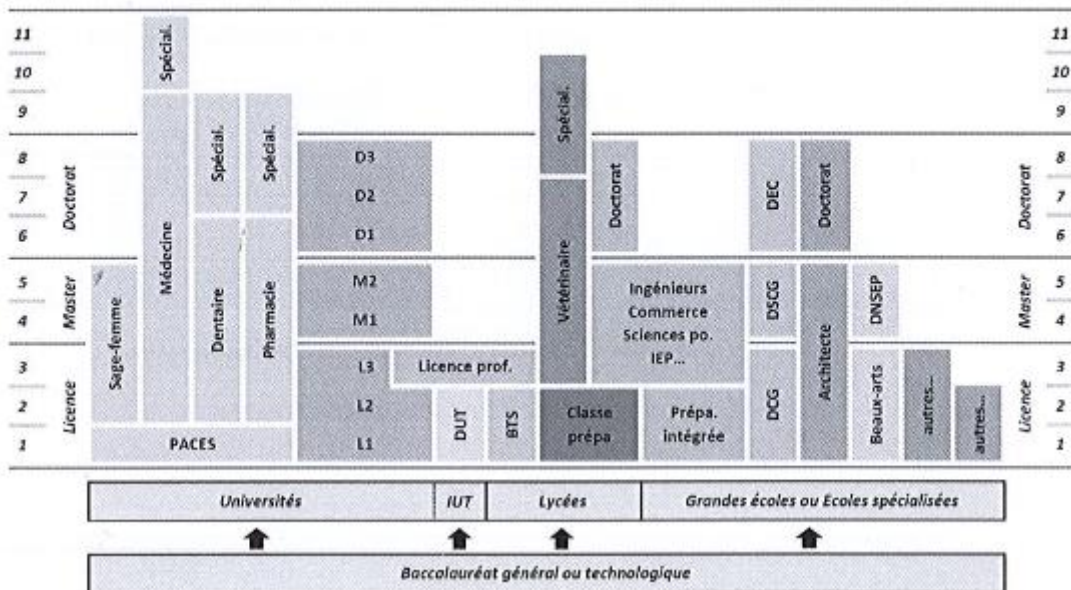 11
10
9
8
7
6
5
4
3
2
1
Doctorat
Master
Licence
Spécial.
Médecine
Sage-femme
Spécial.
Dentaire
Spécial.
Pharmacie
PACES
D3
D2
D1
M2
M1
L3
L2
L1
Licence prof.
DUT
BTS
Spécial.
Vétérinaire
Classe
prépa
Doctorat
Ingénieurs
Commerce
Sciences po.
IEP...
Prépa.
intégrée
DEC
DSCG
DCG
Doctorat
Architecte
DNSEP
Beaux-arts
autres...
autres...
Doctorat
Master
Licence
11
10
9
8
7
6
5
4
3
2
1
Universités
IUT
Lycées
Grandes écoles ou Ecoles spécialisées
Baccalauréat général ou technologique